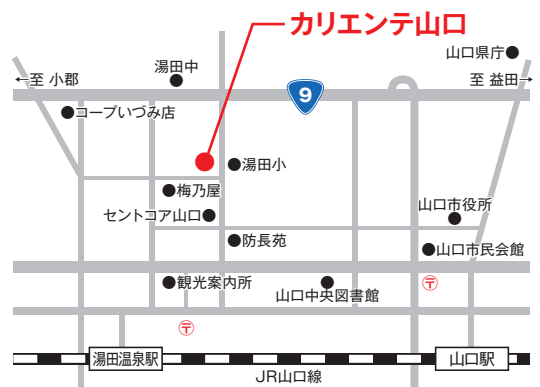 カリエンテ山口
山口県庁●
←至 小郡
湯田中
至 益田→
9
●コープいづみ店
●湯田小
●梅乃屋
セントコア山口●
山口市役所
●防長苑
●山口市民会館
●観光案内所
〒
山口中央図書館
〒
湯田温泉駅
山口駅
JR山口線